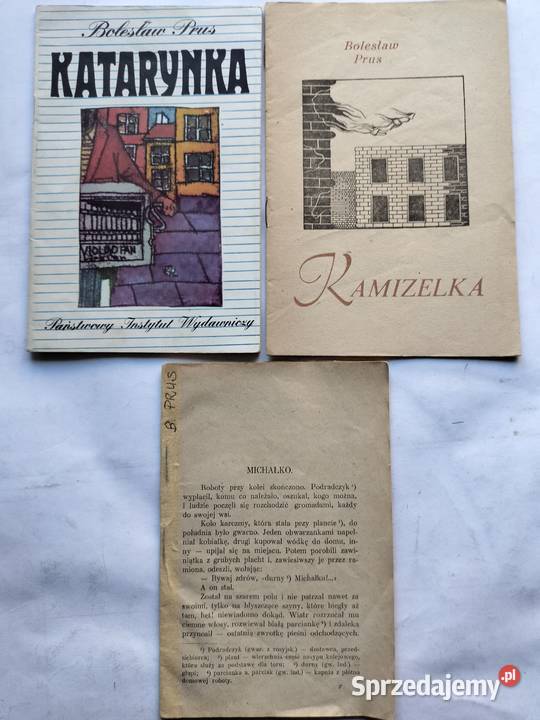 Bolesław Prus
KATARYNKA
VIOLBOPAN
Państwowy Instytut Wydawniczy
Bolesław
Prus
KAMIZELKA
B. PRUS
MICHAŁKO.
Roboty przy kolei skończono. Podradczyk ¹)
wypłacił, komu co należało, oszukał, kogo można,
i ludzie poczęli się rozchodzić gromadami, każdy
do swojej wsi.
Koło karczmy, która stała przy plancie ²), do
południa było gwarno. Jeden obwarzankami napeł-
niał kobiałkę, drugi kupował wódkę do domu, in-
ny — upijał się na miejscu. Potem porobili zawi-
niątka z grubych płacht i, zawiesiwszy je przez ra-
miona, odeszli, wołając:
— Bywaj zdrów, «durny ³) Michałku!...»
A on stał.
Został na szarem polu i nie patrzał nawet za
swoimi, tylko na błyszczące szyny, które biegły aż
tam, het! niewiadomo dokąd. Wiatr rozrzucał mu
ciemne włosy, rozwiewał białą parciankę ⁴) i zdaleka
przynosił — ostatnią zwrotkę pieśni odchodzących.
¹) Podradczyk (gwar. z rosyjsk.) — dostawca, przed-
siębiorca; ²) plant — wierzchnia część nasypu kolejowego,
która służy za podstawę dla toru; ³) durny (gw. lud.) —
głupi; ⁴) parcianka a. parciak (gw. lud.) — kapota z płótna
domowej roboty.
Sprzedajemy.pl